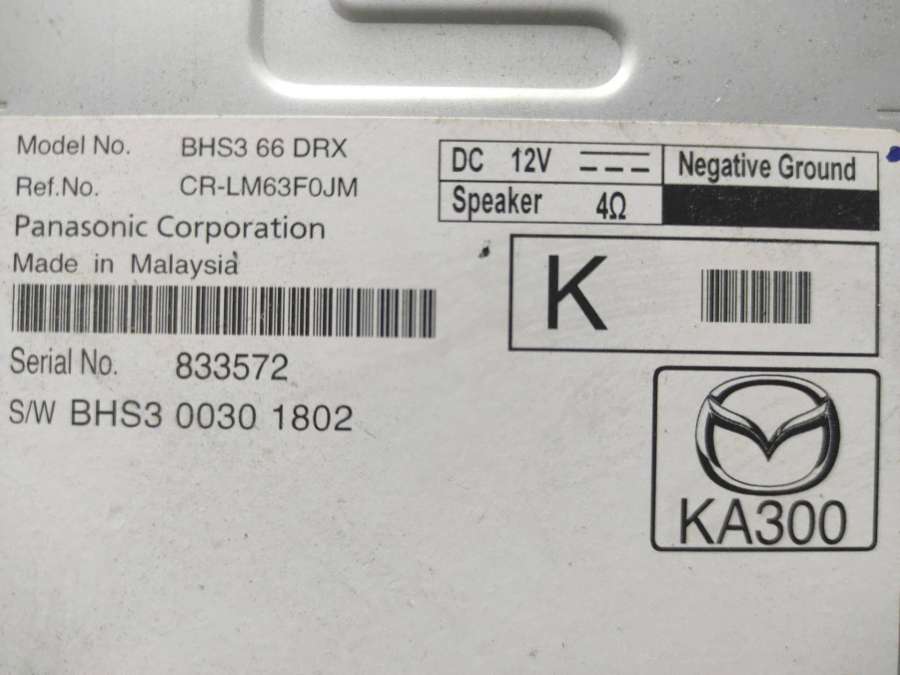 Model No. BHS3 66 DRX
Ref.No. CR-LM63F0JM
Panasonic Corporation
Made in Malaysia
Serial No. 833572
S/W BHS3 0030 1802
DC 12V Negative Ground
Speaker 4Ω
K
KA300